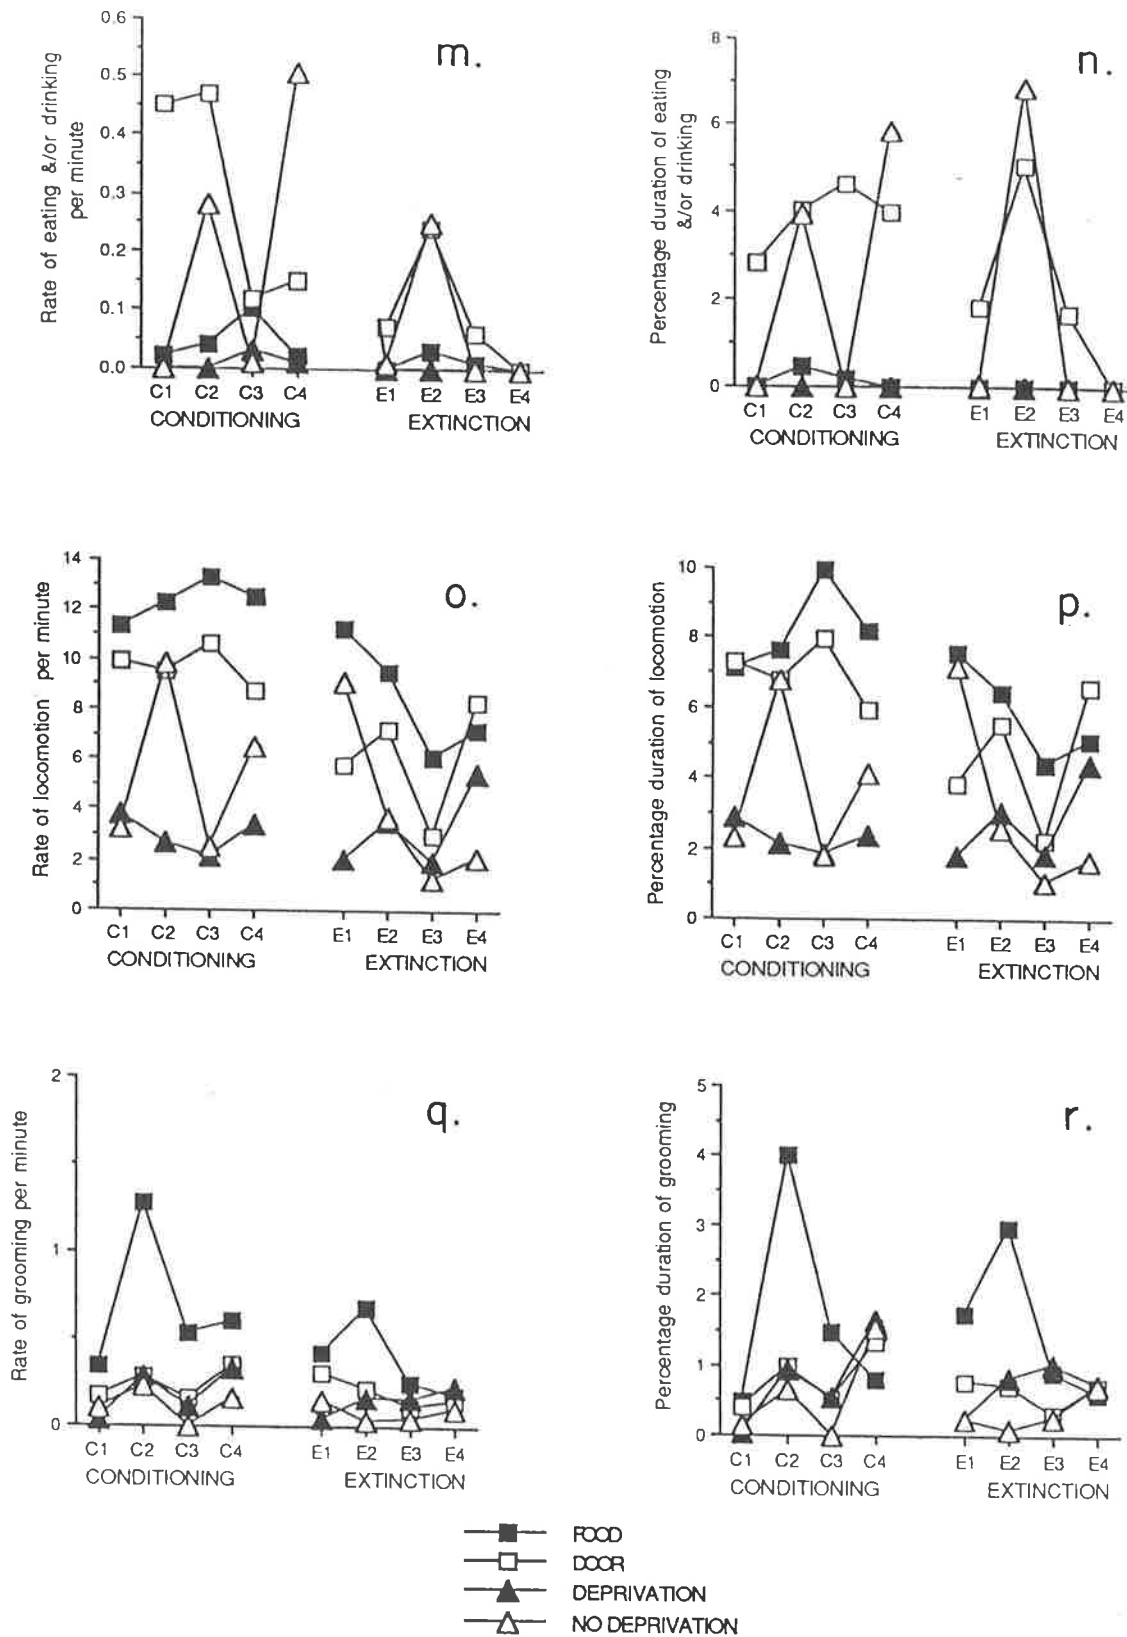 m.
Rate of eating &/or drinking
per minute
0.6
0.5
0.4
0.3
0.2
0.1
0.0
C1 C2 C3 C4 E1 E2 E3 E4
CONDITIONING EXTINCTION
n.
Percentage duration of eating
&/or drinking
8
6
4
2
0
C1 C2 C3 C4 E1 E2 E3 E4
CONDITIONING EXTINCTION
o.
Rate of locomotion per minute
14
12
10
8
6
4
2
0
C1 C2 C3 C4 E1 E2 E3 E4
CONDITIONING EXTINCTION
p.
Percentage duration of locomotion
10
8
6
4
2
0
C1 C2 C3 C4 E1 E2 E3 E4
CONDITIONING EXTINCTION
q.
Rate of grooming per minute
2
1
0
C1 C2 C3 C4 E1 E2 E3 E4
CONDITIONING EXTINCTION
r.
Percentage duration of grooming
5
4
3
2
1
0
C1 C2 C3 C4 E1 E2 E3 E4
CONDITIONING EXTINCTION
FOOD
DOOR
DEPRIVATION
NO DEPRIVATION